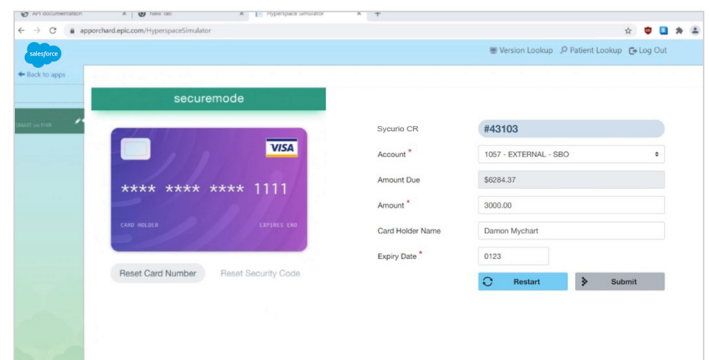 API documentation
New Tab
Hyperspace Simulator
apporchard.epic.com/HyperspaceSimulator
salesforce
Version Lookup
Patient Lookup
Log Out
Back to apps
securemode
VISA
**** **** **** 1111
CARD HOLDER
EXPIRES END
Reset Card Number
Reset Security Code
Sycurio CR
#43103
Account *
1057 - EXTERNAL - SBO
Amount Due
$6284.37
Amount *
3000.00
Card Holder Name
Damon Mychart
Expiry Date *
0123
Restart
Submit